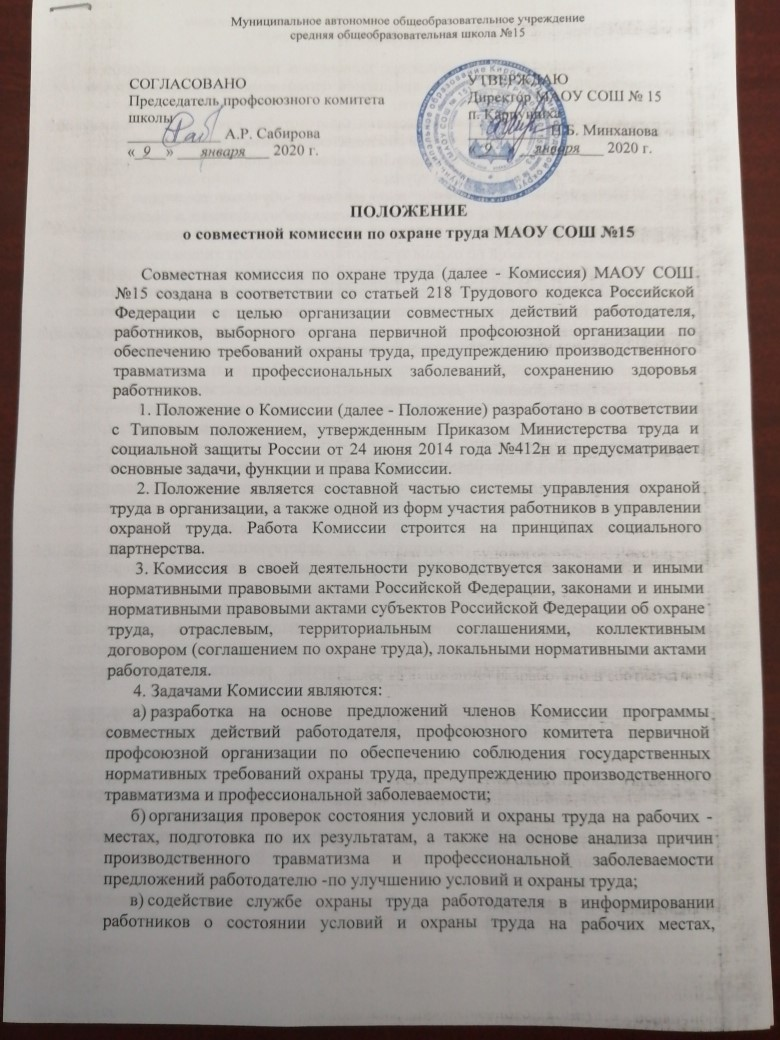 Муниципальное автономное общеобразовательное учреждение
средняя общеобразовательная школа №15
СОГЛАСОВАНО
Председатель профсоюзного комитета
школы
А.Р. Сабирова
« 9 » января 2020 г.
УТВЕРЖДАЮ
Директор МАОУ СОШ № 15
п. Карпуниха
Н.Б. Минханова
« 9 » января 2020 г.
ПОЛОЖЕНИЕ
о совместной комиссии по охране труда МАОУ СОШ №15
Совместная комиссия по охране труда (далее - Комиссия) МАОУ СОШ
№15 создана в соответствии со статьей 218 Трудового кодекса Российской
Федерации с целью организации совместных действий работодателя,
работников, выборного органа первичной профсоюзной организации по
обеспечению требований охраны труда, предупреждению производственного
травматизма и профессиональных заболеваний, сохранению здоровья
работников.
1. Положение о Комиссии (далее - Положение) разработано в соответствии
с Типовым положением, утвержденным Приказом Министерства труда и
социальной защиты России от 24 июня 2014 года №412н и предусматривает
основные задачи, функции и права Комиссии.
2. Положение является составной частью системы управления охраной
труда в организации, а также одной из форм участия работников в управлении
охраной труда. Работа Комиссии строится на принципах социального
партнерства.
3. Комиссия в своей деятельности руководствуется законами и иными
нормативными правовыми актами Российской Федерации, законами и иными
нормативными правовыми актами субъектов Российской Федерации об охране
труда, отраслевым, территориальным соглашениями, коллективным
договором (соглашением по охране труда), локальными нормативными актами
работодателя.
4. Задачами Комиссии являются:
а) разработка на основе предложений членов Комиссии программы
совместных действий работодателя, профсоюзного комитета первичной
профсоюзной организации по обеспечению соблюдения государственных
нормативных требований охраны труда, предупреждению производственного
травматизма и профессиональной заболеваемости;
б) организация проверок состояния условий и охраны труда на рабочих -
местах, подготовка по их результатам, а также на основе анализа причин
производственного травматизма и профессиональной заболеваемости
предложений работодателю -по улучшению условий и охраны труда;
в) содействие службе охраны труда работодателя в информировании
работников о состоянии условий и охраны труда на рабочих местах,